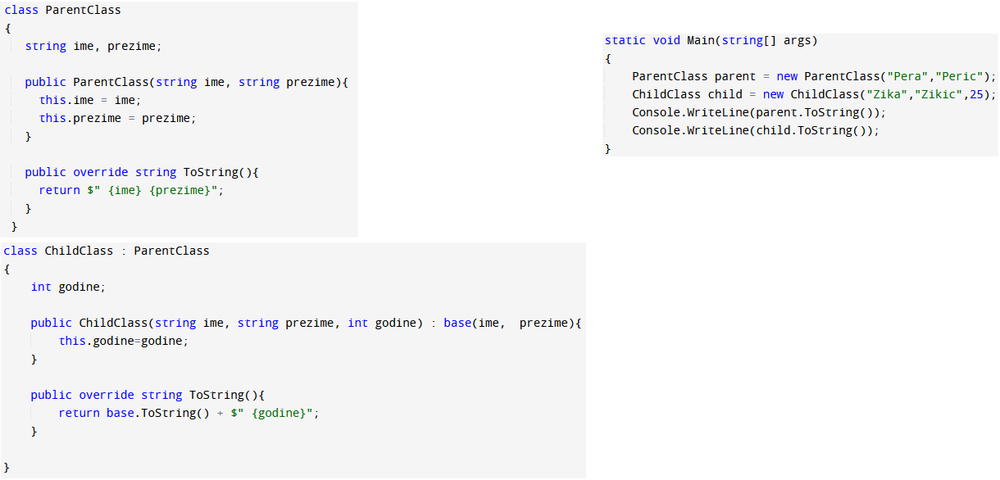 class ParentClass
{
string ime, prezime;
public ParentClass(string ime, string prezime){
this.ime = ime;
this.prezime = prezime;
}
public override string ToString(){
return $" {ime} {prezime}";
}
}
class ChildClass : ParentClass
{
int godine;
public ChildClass(string ime, string prezime, int godine) : base(ime,  prezime){
this.godine=godine;
}
public override string ToString(){
return base.ToString() + $" {godine}";
}
}
static void Main(string[] args)
{
ParentClass parent = new ParentClass("Pera","Peric");
ChildClass child = new ChildClass("Zika","Zikic",25);
Console.WriteLine(parent.ToString());
Console.WriteLine(child.ToString());
}